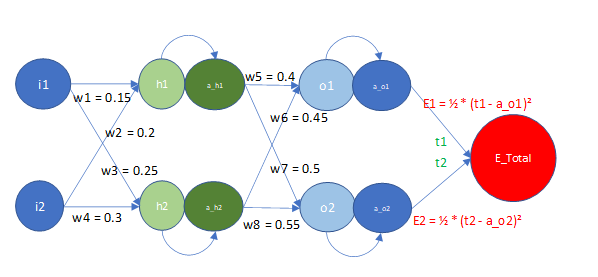 i1
h1
a_h1
w5 = 0.4
o1
a_o1
w1 = 0.15
E1 = ½ * (t1 - a_o1)²
w6 = 0.45
w2 = 0.2
t1
E_Total
t2
w3 = 0.25
w7 = 0.5
i2
h2
a_h2
o2
a_o2
w4 = 0.3
w8 = 0.55
E2 = ½ * (t2 - a_o2)²